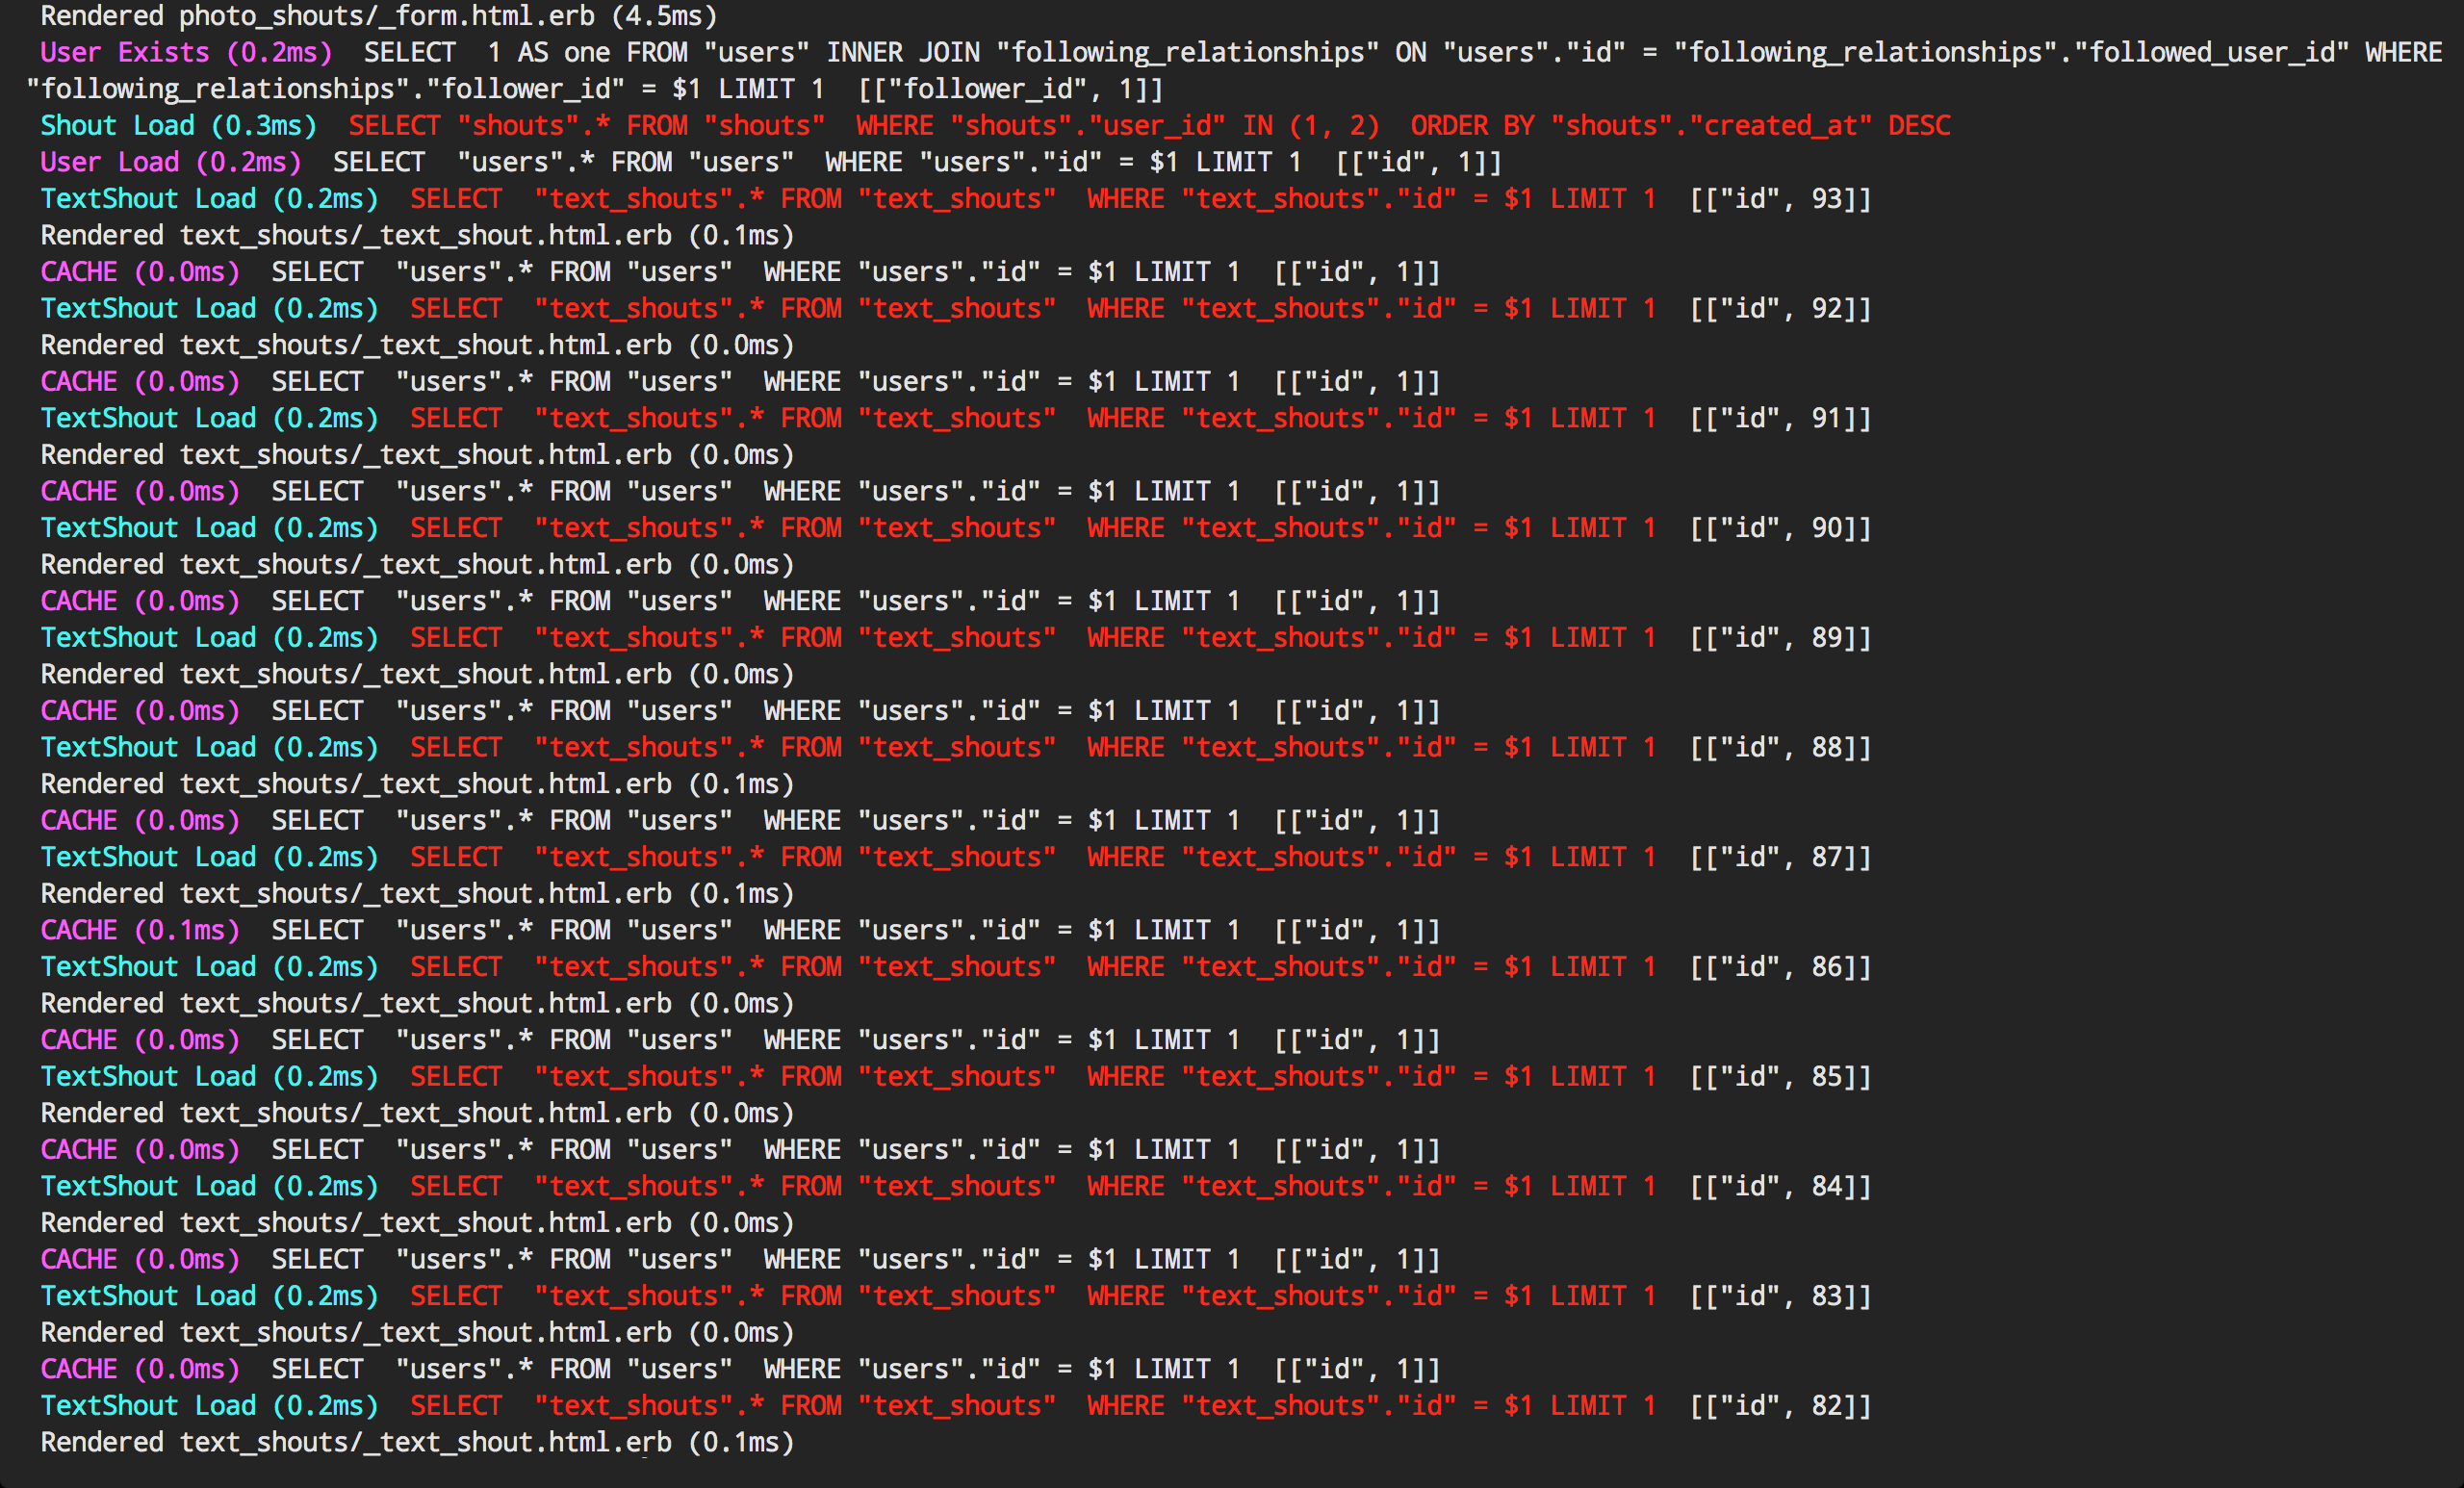 Rendered photo_shouts/_form.html.erb (4.5ms)
User Exists (0.2ms)  SELECT  1 AS one FROM "users" INNER JOIN "following_relationships" ON "users"."id" = "following_relationships"."followed_user_id" WHERE
"following_relationships"."follower_id" = $1 LIMIT 1  [["follower_id", 1]]
Shout Load (0.3ms)  SELECT "shouts".* FROM "shouts"  WHERE "shouts"."user_id" IN (1, 2)  ORDER BY "shouts"."created_at" DESC
User Load (0.2ms)  SELECT  "users".* FROM "users"  WHERE "users"."id" = $1 LIMIT 1  [["id", 1]]
TextShout Load (0.2ms)  SELECT  "text_shouts".* FROM "text_shouts"  WHERE "text_shouts"."id" = $1 LIMIT 1  [["id", 93]]
Rendered text_shouts/_text_shout.html.erb (0.1ms)
CACHE (0.0ms)  SELECT  "users".* FROM "users"  WHERE "users"."id" = $1 LIMIT 1  [["id", 1]]
TextShout Load (0.2ms)  SELECT  "text_shouts".* FROM "text_shouts"  WHERE "text_shouts"."id" = $1 LIMIT 1  [["id", 92]]
Rendered text_shouts/_text_shout.html.erb (0.0ms)
CACHE (0.0ms)  SELECT  "users".* FROM "users"  WHERE "users"."id" = $1 LIMIT 1  [["id", 1]]
TextShout Load (0.2ms)  SELECT  "text_shouts".* FROM "text_shouts"  WHERE "text_shouts"."id" = $1 LIMIT 1  [["id", 91]]
Rendered text_shouts/_text_shout.html.erb (0.0ms)
CACHE (0.0ms)  SELECT  "users".* FROM "users"  WHERE "users"."id" = $1 LIMIT 1  [["id", 1]]
TextShout Load (0.2ms)  SELECT  "text_shouts".* FROM "text_shouts"  WHERE "text_shouts"."id" = $1 LIMIT 1  [["id", 90]]
Rendered text_shouts/_text_shout.html.erb (0.0ms)
CACHE (0.0ms)  SELECT  "users".* FROM "users"  WHERE "users"."id" = $1 LIMIT 1  [["id", 1]]
TextShout Load (0.2ms)  SELECT  "text_shouts".* FROM "text_shouts"  WHERE "text_shouts"."id" = $1 LIMIT 1  [["id", 89]]
Rendered text_shouts/_text_shout.html.erb (0.0ms)
CACHE (0.0ms)  SELECT  "users".* FROM "users"  WHERE "users"."id" = $1 LIMIT 1  [["id", 1]]
TextShout Load (0.2ms)  SELECT  "text_shouts".* FROM "text_shouts"  WHERE "text_shouts"."id" = $1 LIMIT 1  [["id", 88]]
Rendered text_shouts/_text_shout.html.erb (0.1ms)
CACHE (0.0ms)  SELECT  "users".* FROM "users"  WHERE "users"."id" = $1 LIMIT 1  [["id", 1]]
TextShout Load (0.2ms)  SELECT  "text_shouts".* FROM "text_shouts"  WHERE "text_shouts"."id" = $1 LIMIT 1  [["id", 87]]
Rendered text_shouts/_text_shout.html.erb (0.1ms)
CACHE (0.1ms)  SELECT  "users".* FROM "users"  WHERE "users"."id" = $1 LIMIT 1  [["id", 1]]
TextShout Load (0.2ms)  SELECT  "text_shouts".* FROM "text_shouts"  WHERE "text_shouts"."id" = $1 LIMIT 1  [["id", 86]]
Rendered text_shouts/_text_shout.html.erb (0.0ms)
CACHE (0.0ms)  SELECT  "users".* FROM "users"  WHERE "users"."id" = $1 LIMIT 1  [["id", 1]]
TextShout Load (0.2ms)  SELECT  "text_shouts".* FROM "text_shouts"  WHERE "text_shouts"."id" = $1 LIMIT 1  [["id", 85]]
Rendered text_shouts/_text_shout.html.erb (0.0ms)
CACHE (0.0ms)  SELECT  "users".* FROM "users"  WHERE "users"."id" = $1 LIMIT 1  [["id", 1]]
TextShout Load (0.2ms)  SELECT  "text_shouts".* FROM "text_shouts"  WHERE "text_shouts"."id" = $1 LIMIT 1  [["id", 84]]
Rendered text_shouts/_text_shout.html.erb (0.0ms)
CACHE (0.0ms)  SELECT  "users".* FROM "users"  WHERE "users"."id" = $1 LIMIT 1  [["id", 1]]
TextShout Load (0.2ms)  SELECT  "text_shouts".* FROM "text_shouts"  WHERE "text_shouts"."id" = $1 LIMIT 1  [["id", 83]]
Rendered text_shouts/_text_shout.html.erb (0.0ms)
CACHE (0.0ms)  SELECT  "users".* FROM "users"  WHERE "users"."id" = $1 LIMIT 1  [["id", 1]]
TextShout Load (0.2ms)  SELECT  "text_shouts".* FROM "text_shouts"  WHERE "text_shouts"."id" = $1 LIMIT 1  [["id", 82]]
Rendered text_shouts/_text_shout.html.erb (0.1ms)